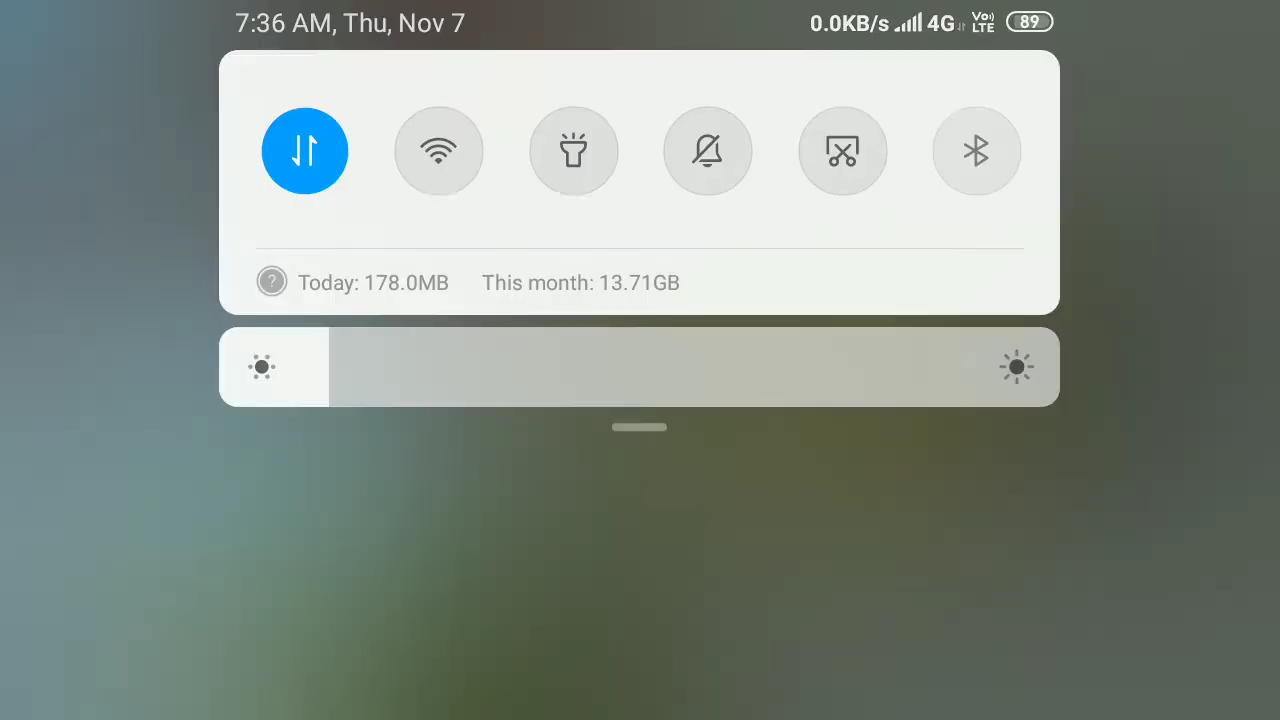 7:36 AM, Thu, Nov 7 0.0KB/s 4G Vo) LTE 89
? Today: 178.0MB This month: 13.71GB